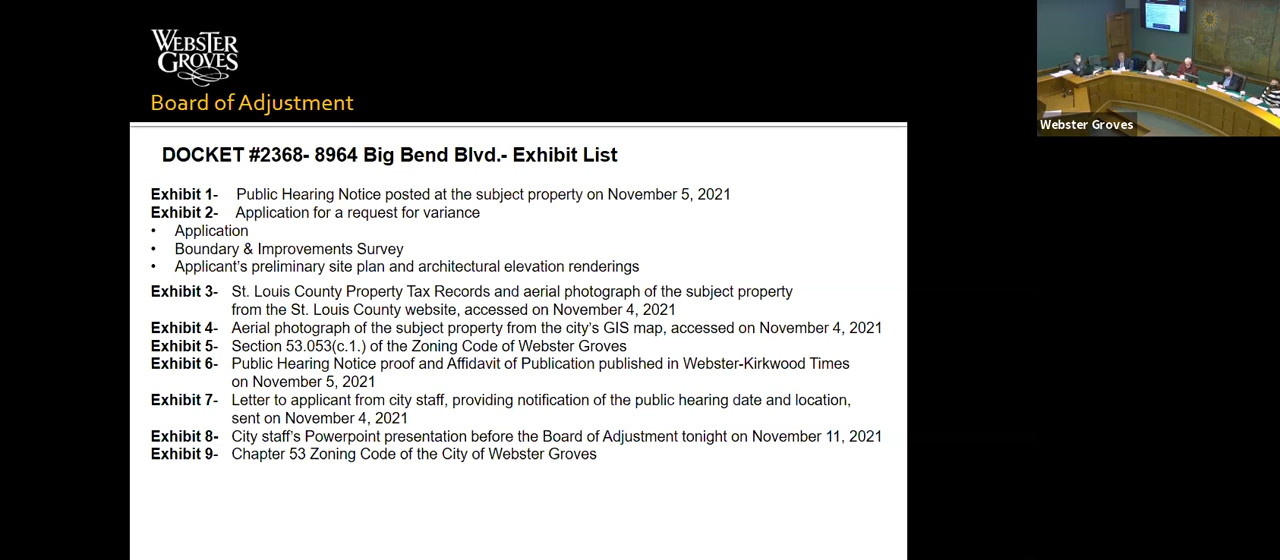 WEBSTER
GROVES
Board of Adjustment
DOCKET #2368- 8964 Big Bend Blvd.- Exhibit List
Exhibit 1- Public Hearing Notice posted at the subject property on November 5, 2021
Exhibit 2- Application for a request for variance
• Application
• Boundary & Improvements Survey
• Applicant's preliminary site plan and architectural elevation renderings
Exhibit 3- St. Louis County Property Tax Records and aerial photograph of the subject property
from the St. Louis County website, accessed on November 4, 2021
Exhibit 4- Aerial photograph of the subject property from the city's GIS map, accessed on November 4, 2021
Exhibit 5- Section 53.053(c.1.) of the Zoning Code of Webster Groves
Exhibit 6- Public Hearing Notice proof and Affidavit of Publication published in Webster-Kirkwood Times
on November 5, 2021
Exhibit 7- Letter to applicant from city staff, providing notification of the public hearing date and location,
sent on November 4, 2021
Exhibit 8- City staff's Powerpoint presentation before the Board of Adjustment tonight on November 11, 2021
Exhibit 9- Chapter 53 Zoning Code of the City of Webster Groves
Webster Groves